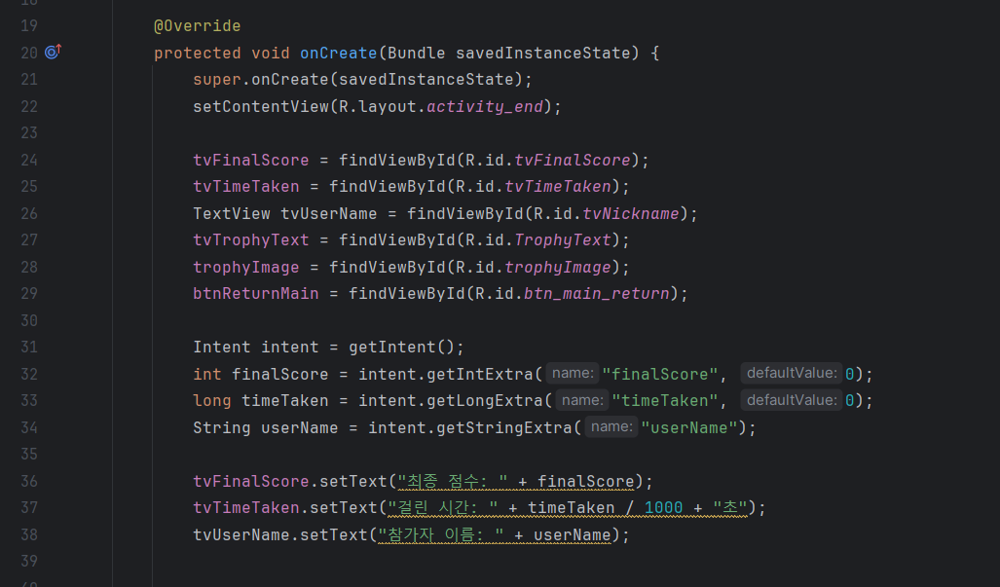 19 @Override
20 protected void onCreate(Bundle savedInstanceState) {
21 super.onCreate(savedInstanceState);
22 setContentView(R.layout.activity_end);
23
24 tvFinalScore = findViewById(R.id.tvFinalScore);
25 tvTimeTaken = findViewById(R.id.tvTimeTaken);
26 TextView tvUserName = findViewById(R.id.tvNickname);
27 tvTrophyText = findViewById(R.id.TrophyText);
28 trophyImage = findViewById(R.id.trophyImage);
29 btnReturnMain = findViewById(R.id.btn_main_return);
30
31 Intent intent = getIntent();
32 int finalScore = intent.getIntExtra( name: "finalScore", defaultValue: 0);
33 long timeTaken = intent.getLongExtra( name: "timeTaken", defaultValue: 0);
34 String userName = intent.getStringExtra( name: "userName");
35
36 tvFinalScore.setText("최종 점수: " + finalScore);
37 tvTimeTaken.setText("걸린 시간: " + timeTaken / 1000 + "초");
38 tvUserName.setText("참가자 이름: " + userName);
39